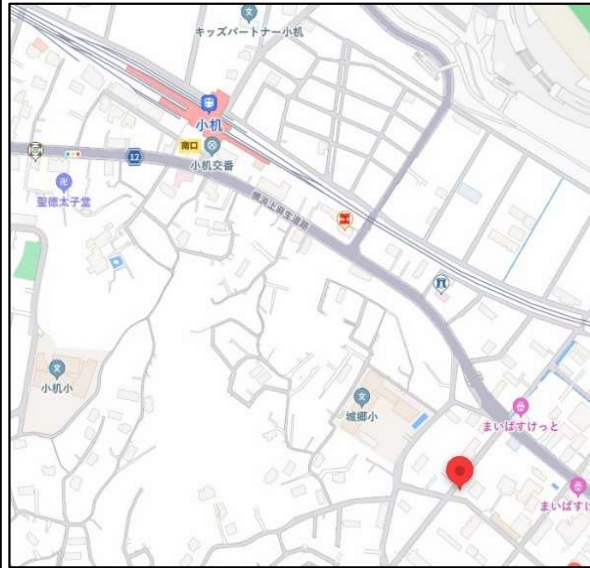 キッズパートナー小机
小机
南口
小机交番
12
聖徳太子堂
横浜上麻生道路
小机小
城郷小
まいばすけっと
まいばすけ